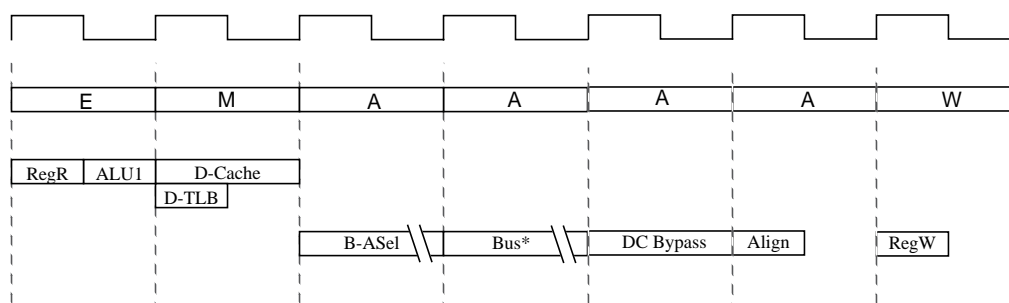 E M A A A A W
RegR ALU1 D-Cache
D-TLB
B-ASel Bus* DC Bypass Align RegW